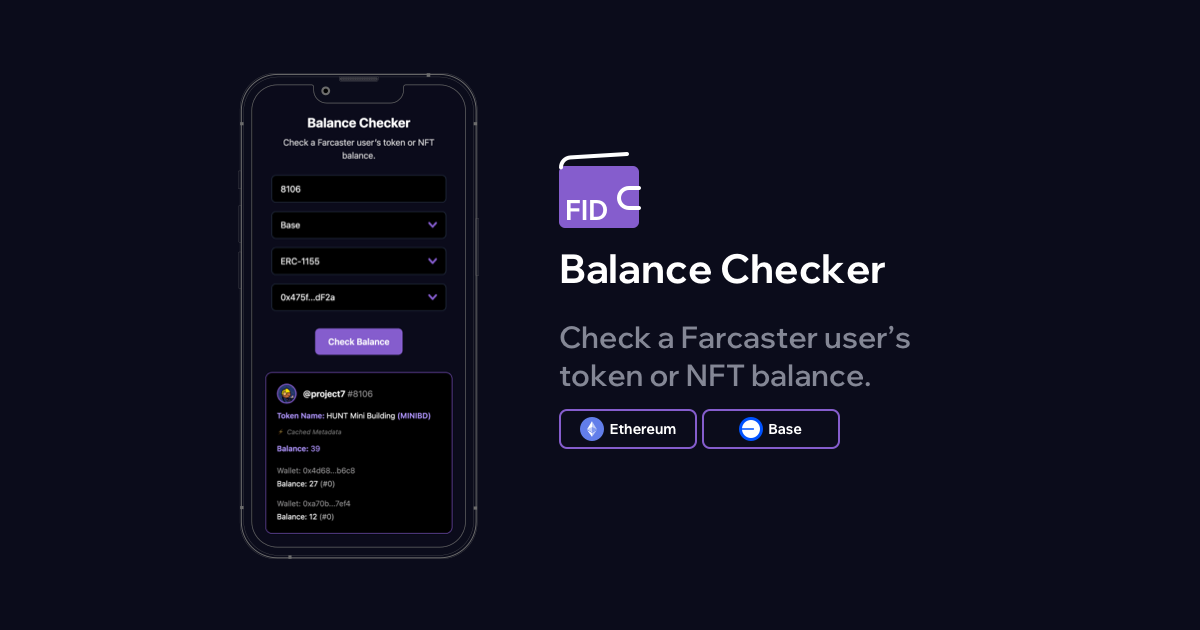 Balance Checker
Check a Farcaster user's token or NFT
balance.
8106
Base
ERC-1155
0x475f...dF2a
Check Balance
@project7 #8106
Token Name: HUNT Mini Building (MINIBD)
Cached Metadata
Balance: 39
Wallet: 0x4d68...b6c8
Balance: 27 (#0)
Wallet: 0xa70b...7ef4
Balance: 12 (#0)
FID
Balance Checker
Check a Farcaster user’s
token or NFT balance.
Ethereum
Base